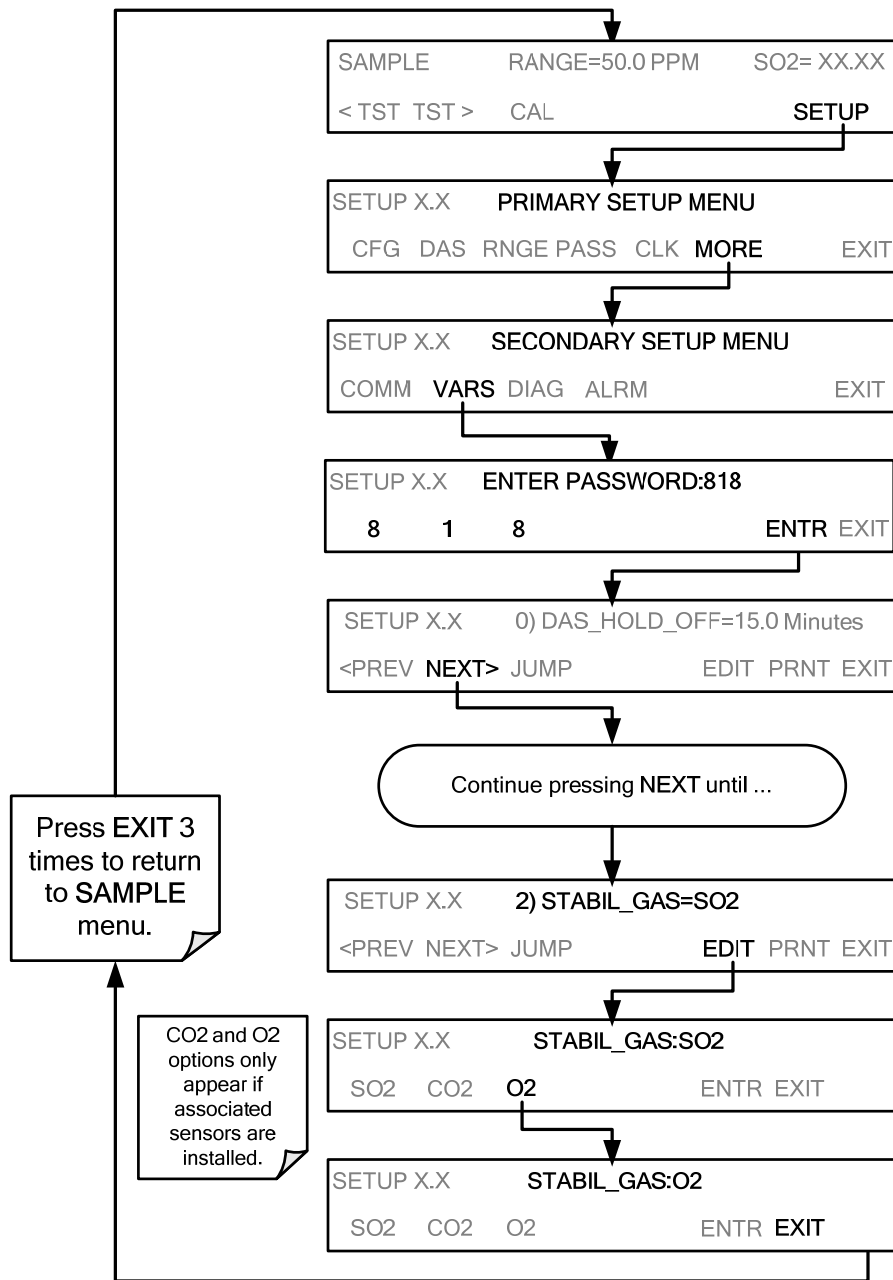 SAMPLE RANGE=50.0 PPM SO2= XX.XX
< TST TST > CAL SETUP
SETUP X.X PRIMARY SETUP MENU
CFG DAS RNGE PASS CLK MORE EXIT
SETUP X.X SECONDARY SETUP MENU
COMM VARS DIAG ALRM EXIT
SETUP X.X ENTER PASSWORD:818
8 1 8 ENTR EXIT
SETUP X.X 0) DAS_HOLD_OFF=15.0 Minutes
<PREV NEXT> JUMP EDIT PRNT EXIT
Continue pressing NEXT until ...
Press EXIT 3
times to return
to SAMPLE
menu.
SETUP X.X 2) STABIL_GAS=SO2
<PREV NEXT> JUMP EDIT PRNT EXIT
CO2 and O2
options only
appear if
associated
sensors are
installed.
SETUP X.X STABIL_GAS:SO2
SO2 CO2 O2 ENTR EXIT
SETUP X.X STABIL_GAS:O2
SO2 CO2 O2 ENTR EXIT